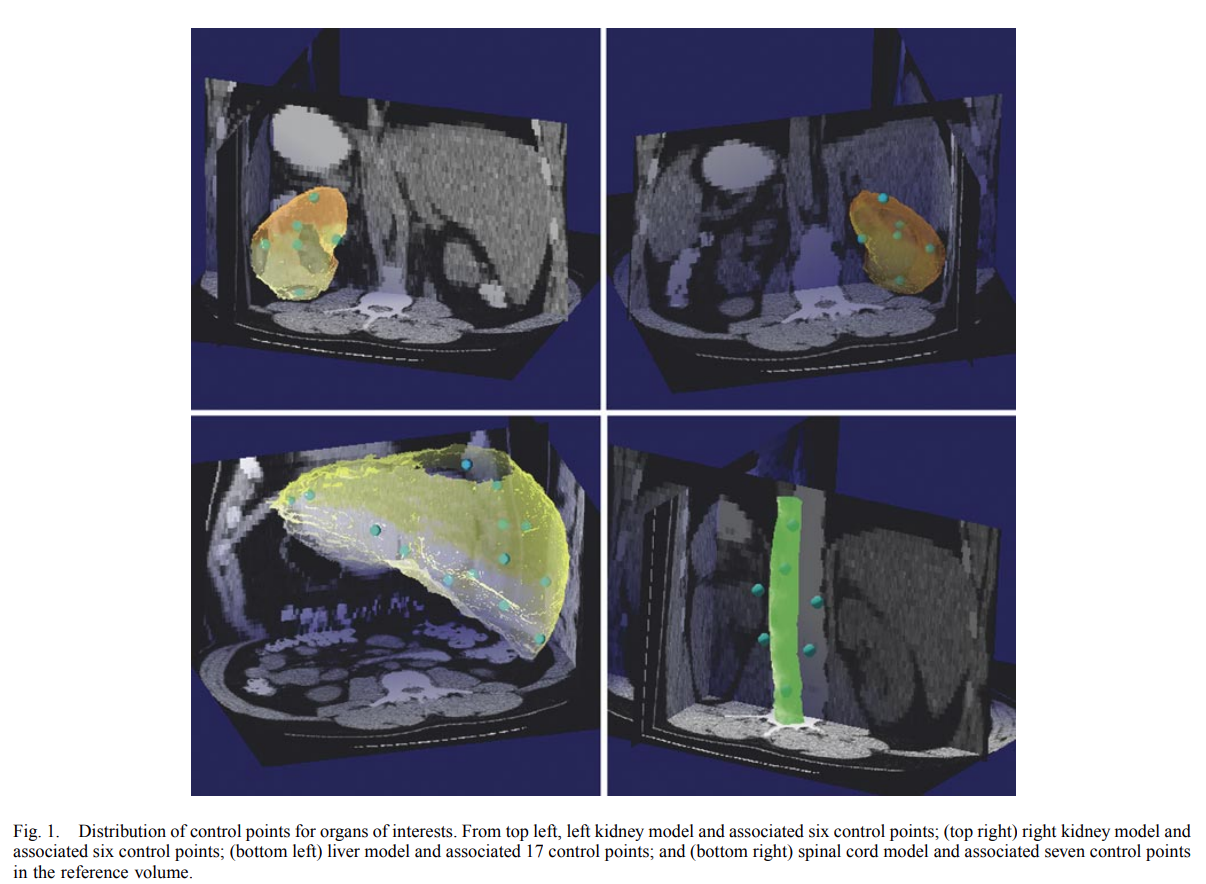 Fig. 1. Distribution of control points for organs of interests. From top left, left kidney model and associated six control points; (top right) right kidney model and
associated six control points; (bottom left) liver model and associated 17 control points; and (bottom right) spinal cord model and associated seven control points
in the reference volume.